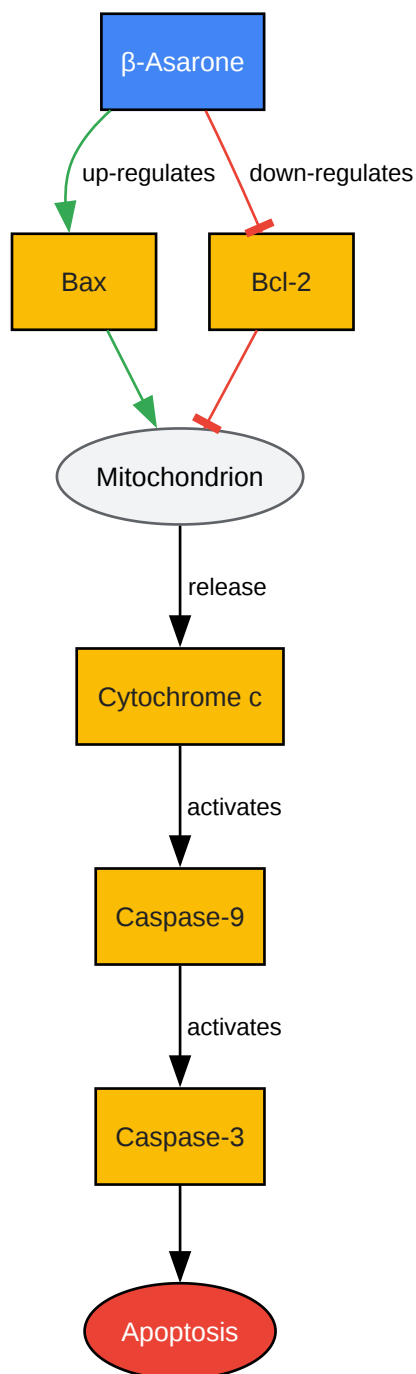 β-Asarone
up-regulates
down-regulates
Bax
Bcl-2
Mitochondrion
release
Cytochrome c
activates
Caspase-9
activates
Caspase-3
Apoptosis